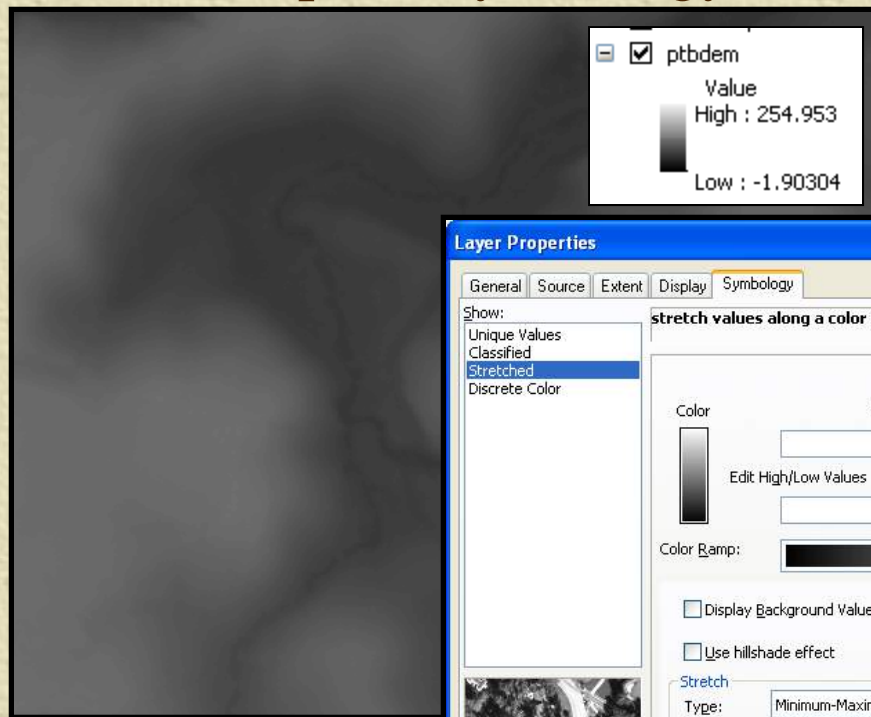 ptbdem
Value
High : 254.953
Low : -1.90304
Layer Properties
General Source Extent Display Symbology
Show:
Unique Values
Classified
Stretched
Discrete Color
stretch values along a color
Color
Edit High/Low Values
Color Ramp:
Display Background Value
Use hillshade effect
Stretch
Type: